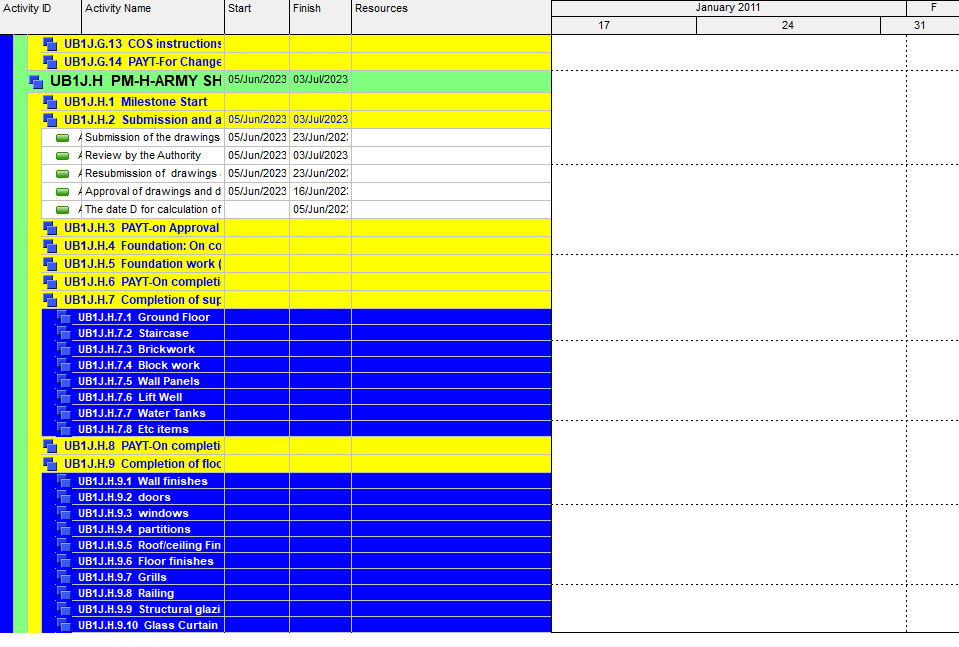 Activity ID Activity Name Start Finish Resources January 2011 F
17 24 31
UB1J.G.13 COS instructions
UB1J.G.14 PAYT-For Change
UB1J.H PM-H-ARMY SH 05/Jun/2023 03/Jul/2023
UB1J.H.1 Milestone Start
UB1J.H.2 Submission and a 05/Jun/2023 03/Jul/2023
Submission of the drawings 05/Jun/2023 23/Jun/202
Review by the Authority 05/Jun/2023 03/Jul/2023
Resubmission of drawings 05/Jun/2023 23/Jun/202
Approval of drawings and d 05/Jun/2023 16/Jun/202
The date D for calculation of 05/Jun/202
UB1J.H.3 PAYT-on Approval
UB1J.H.4 Foundation: On co
UB1J.H.5 Foundation work (
UB1J.H.6 PAYT-On completi
UB1J.H.7 Completion of sup
UB1J.H.7.1 Ground Floor
UB1J.H.7.2 Staircase
UB1J.H.7.3 Brickwork
UB1J.H.7.4 Block work
UB1J.H.7.5 Wall Panels
UB1J.H.7.6 Lift Well
UB1J.H.7.7 Water Tanks
UB1J.H.7.8 Etc items
UB1J.H.8 PAYT-On completi
UB1J.H.9 Completion of floo
UB1J.H.9.1 Wall finishes
UB1J.H.9.2 doors
UB1J.H.9.3 windows
UB1J.H.9.4 partitions
UB1J.H.9.5 Roof/ceiling Fin
UB1J.H.9.6 Floor finishes
UB1J.H.9.7 Grills
UB1J.H.9.8 Railing
UB1J.H.9.9 Structural glazi
UB1J.H.9.10 Glass Curtain